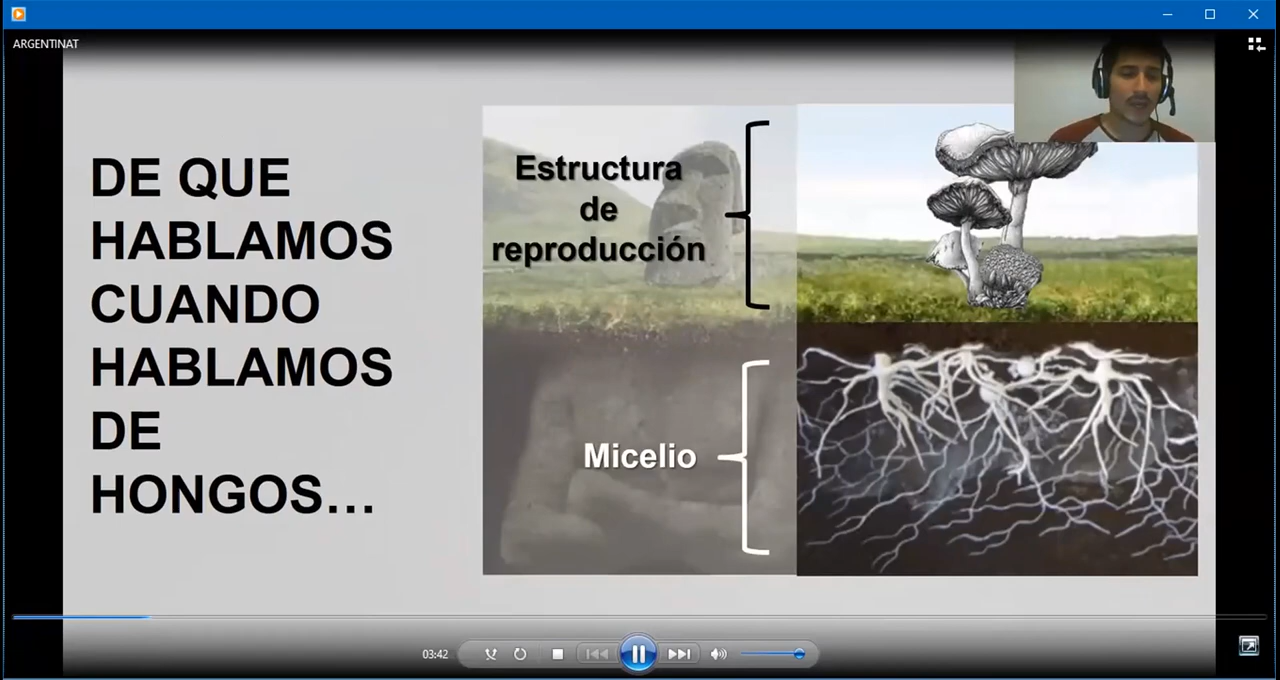 ARGENTINAT
DE QUE
HABLAMOS
CUANDO
HABLAMOS
DE
HONGOS…
Estructura
de
reproducción
Micelio
03:42